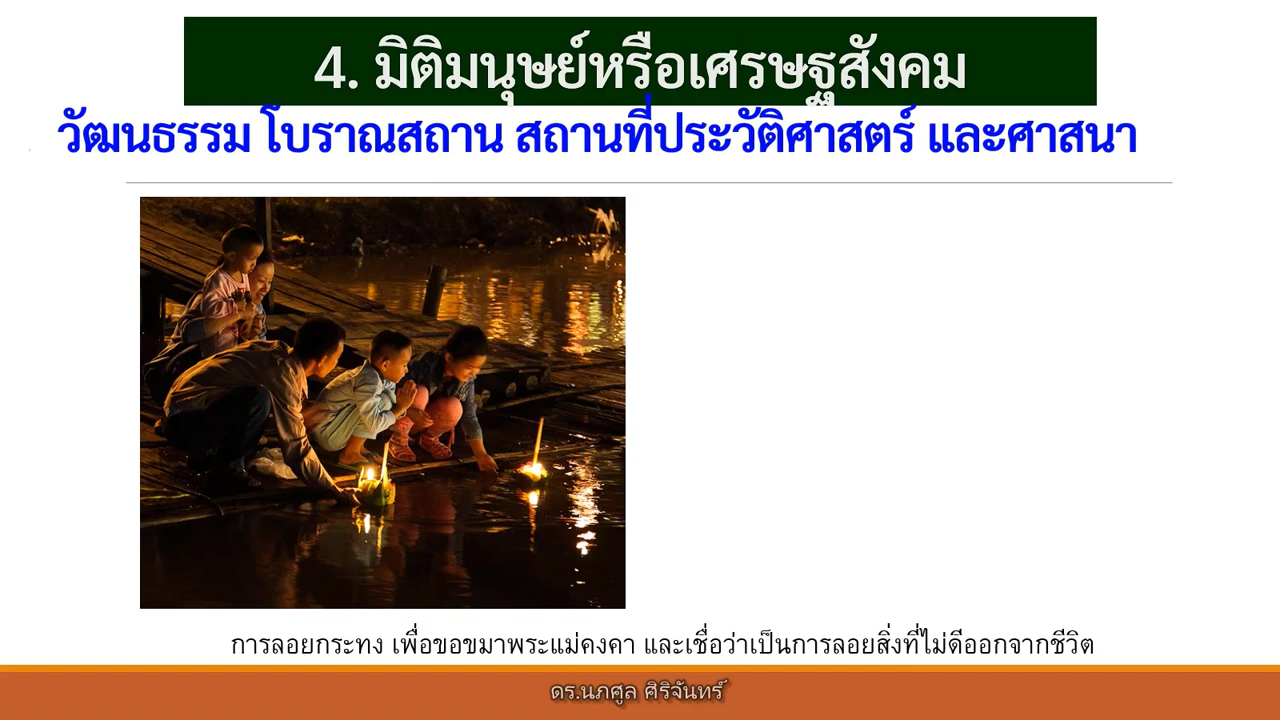 4. มิติมนุษย์หรือเศรษฐสังคม
วัฒนธรรม โบราณสถาน สถานที่ประวัติศาสตร์ และศาสนา
การลอยกระทง เพื่อขอขมาพระแม่คงคา และเชื่อว่าเป็นการลอยสิ่งที่ไม่ดีออกจากชีวิต
ดร.นภศูล ศิริจันทร์